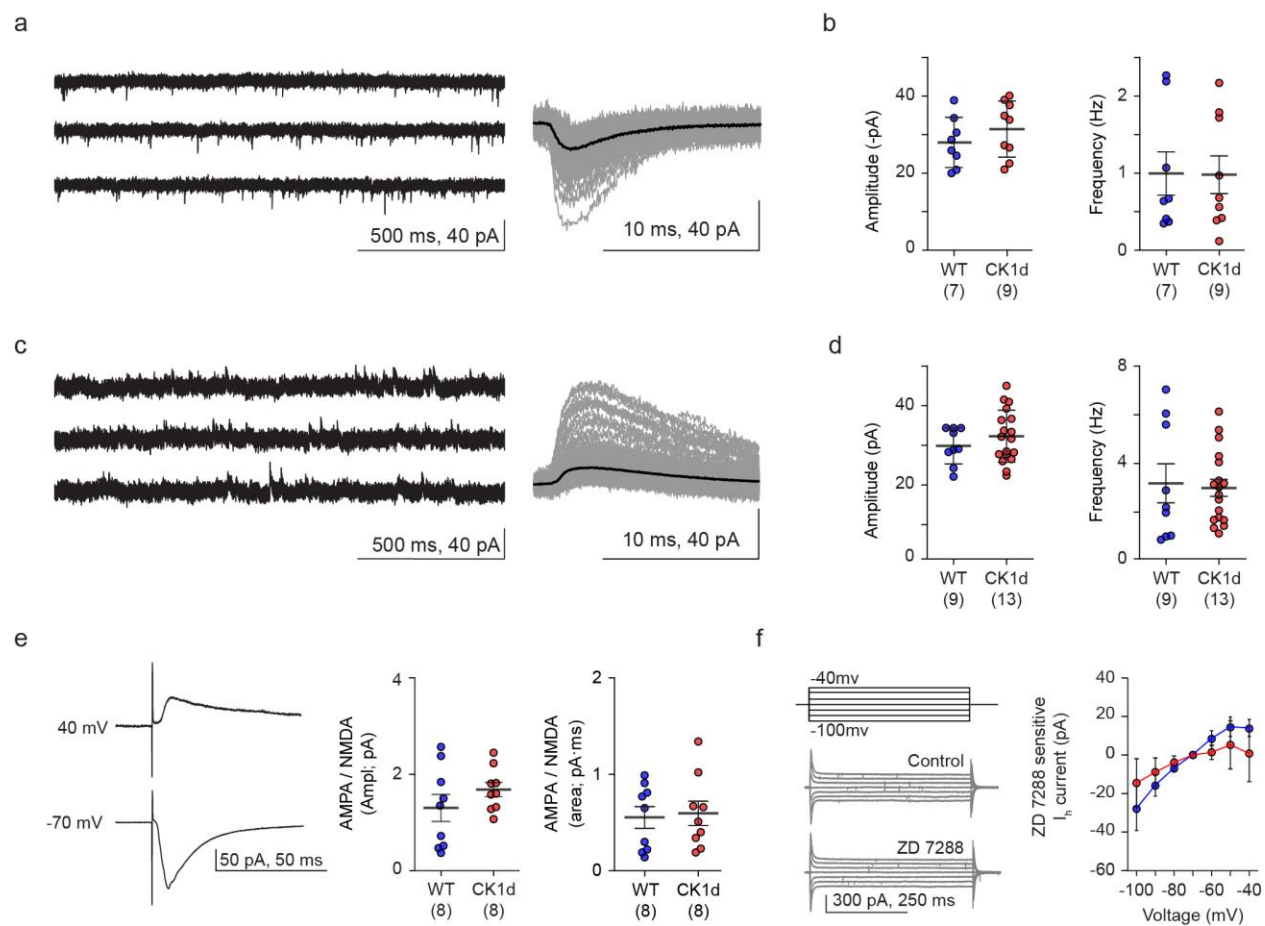 a
500 ms, 40 pA
10 ms, 40 pA
b
Amplitude (-pA)
40
20
0
WT
(7)
CK1d
(9)
Frequency (Hz)
2
1
0
WT
(7)
CK1d
(9)
c
500 ms, 40 pA
10 ms, 40 pA
d
Amplitude (pA)
40
20
0
WT
(9)
CK1d
(13)
Frequency (Hz)
8
4
0
WT
(9)
CK1d
(13)
e
40 mV
-70 mV
50 pA, 50 ms
AMPA / NMDA
(Ampl; pA)
4
2
0
WT
(8)
CK1d
(8)
AMPA / NMDA
(area; pA·ms)
2
1
0
WT
(8)
CK1d
(8)
f
-40mv
-100mv
Control
ZD 7288
300 pA, 250 ms
ZD 7288 sensitive
Ih current (pA)
40
20
0
-20
-40
-60
-100 -80 -60 -40
Voltage (mV)